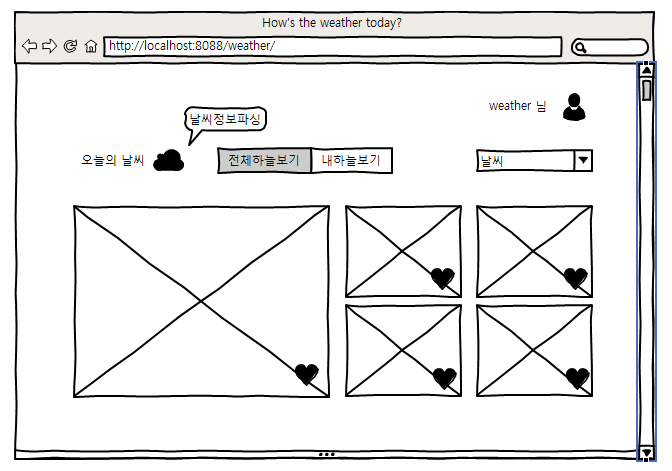 How's the weather today?
http://localhost:8088/weather/
weather 님
날씨정보파싱
오늘의 날씨
전체하늘보기
내하늘보기
날씨